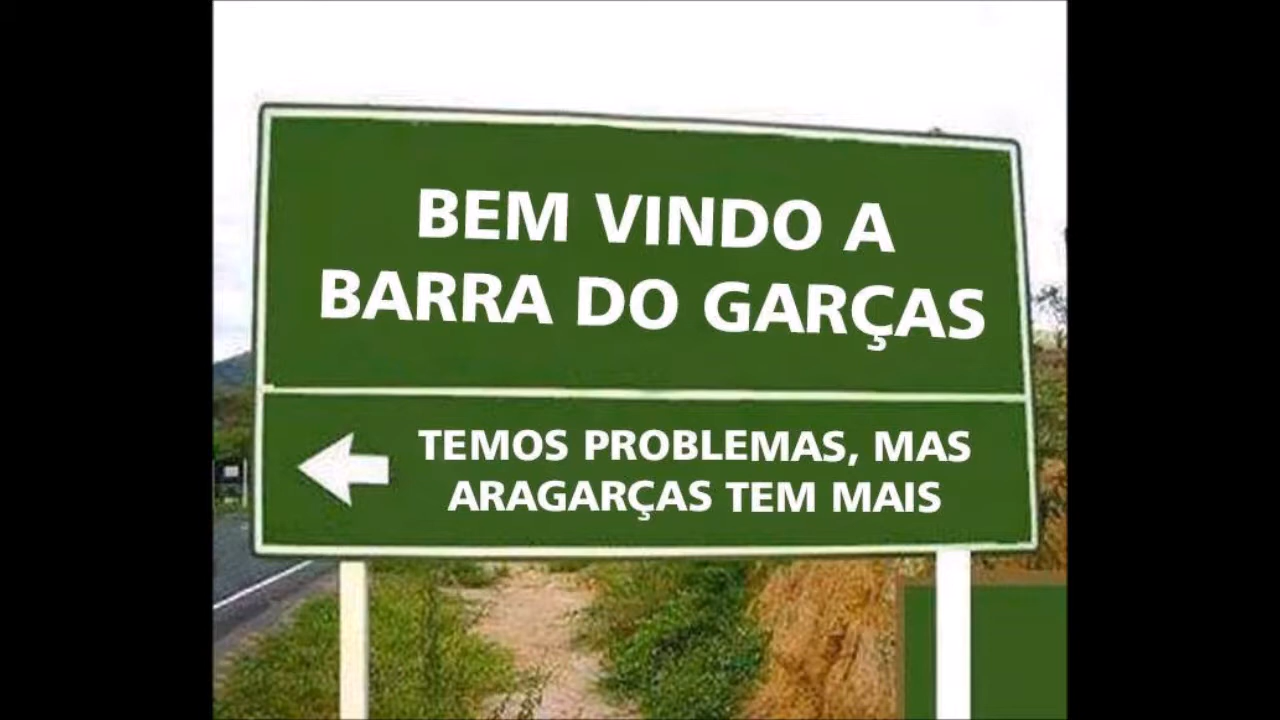 BEM VINDO A
BARRA DO GARÇAS
TEMOS PROBLEMAS, MAS
ARAGARÇAS TEM MAIS